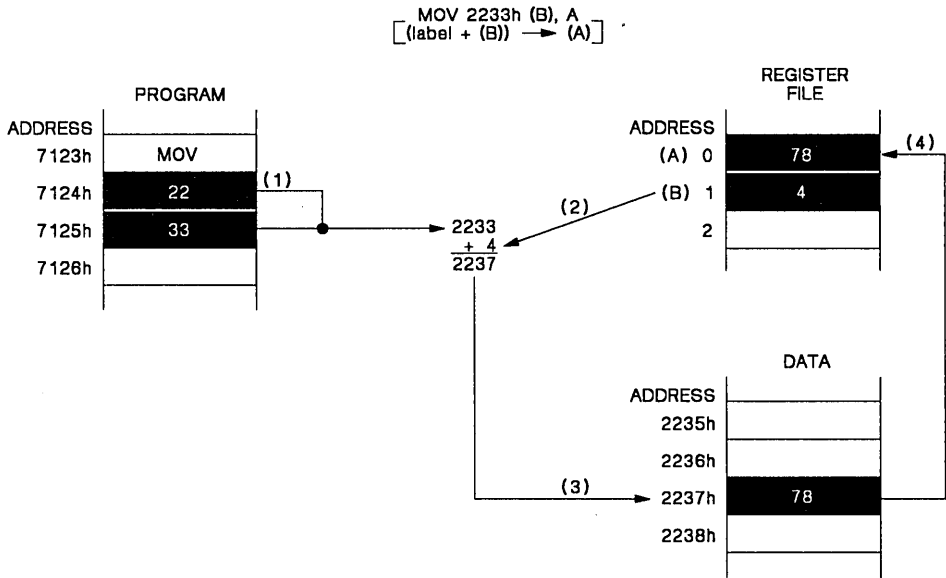 MOV 2233h (B), A
[(label + (B)) → (A)]
PROGRAM
ADDRESS
7123h MOV
7124h 22
7125h 33
7126h
(1)
2233
+ 4
2237
(2)
REGISTER
FILE
ADDRESS
(A) 0 78
(B) 1 4
2
(4)
(3)
DATA
ADDRESS
2235h
2236h
2237h 78
2238h